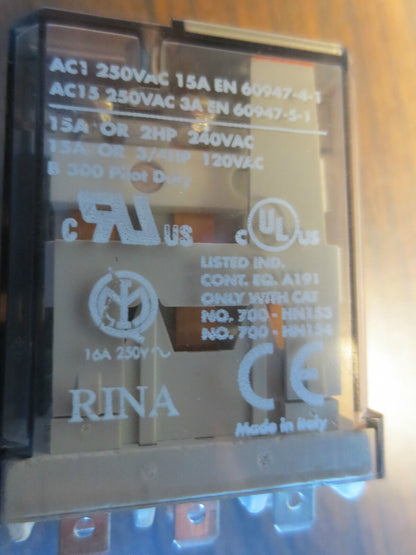 AC1 250VAC 15A EN 60947-4-1
AC15 250VAC 3A EN 60947-5-1
15A OR 2HP 240VAC
15A OR 3/4HP 120VAC
B 300 Pilot Duty
C RU US
C UL US
LISTED IND.
CONT. EQ. A191
ONLY WITH CAT
NO. 700 - HN153
NO. 700 - HN154
16A 250V~
CE
RINA
Made in Italy